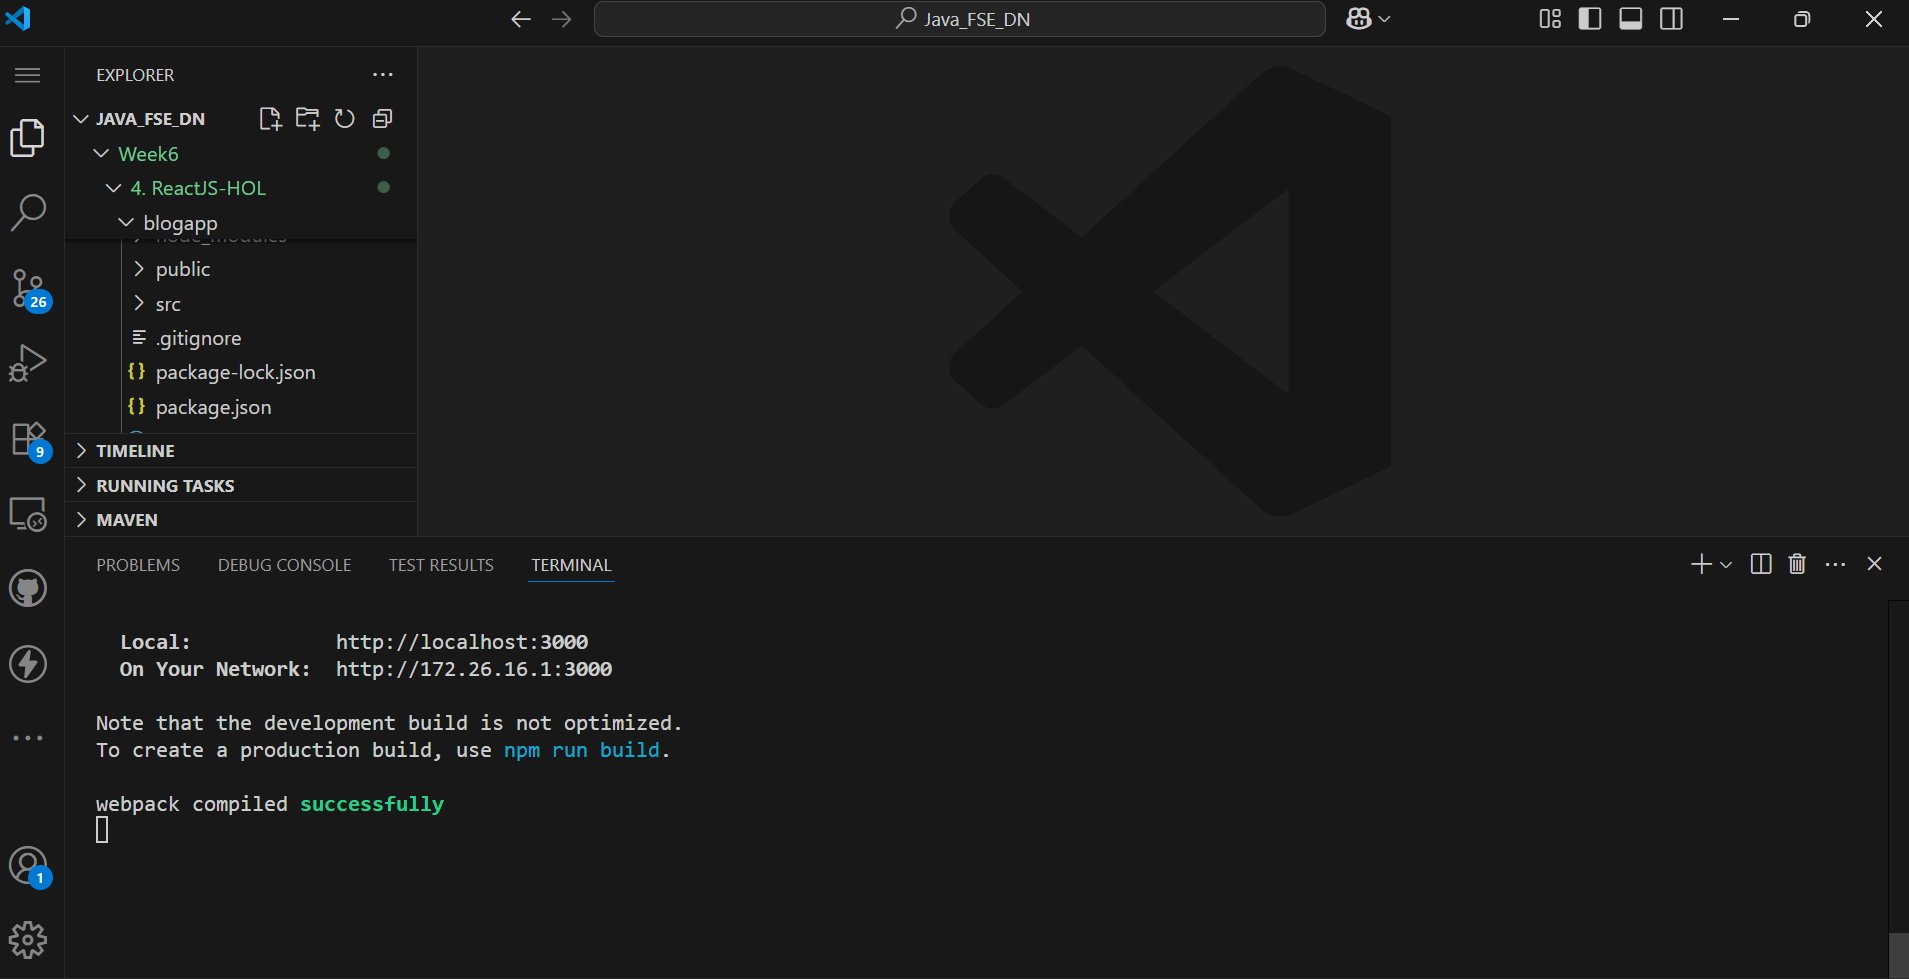 Java_FSE_DN
EXPLORER
JAVA_FSE_DN
Week6
4. ReactJS-HOL
blogapp
node_modules
public
src
.gitignore
package-lock.json
package.json
TIMELINE
RUNNING TASKS
MAVEN
26
9
1
PROBLEMS DEBUG CONSOLE TEST RESULTS TERMINAL
Local: http://localhost:3000
On Your Network: http://172.26.16.1:3000
Note that the development build is not optimized.
To create a production build, use npm run build.
webpack compiled successfully